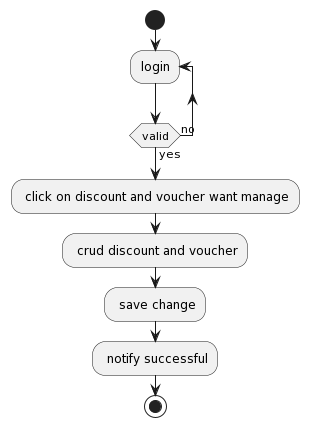 login
valid
no
yes
click on discount and voucher want manage
crud discount and voucher
save change
notify successful